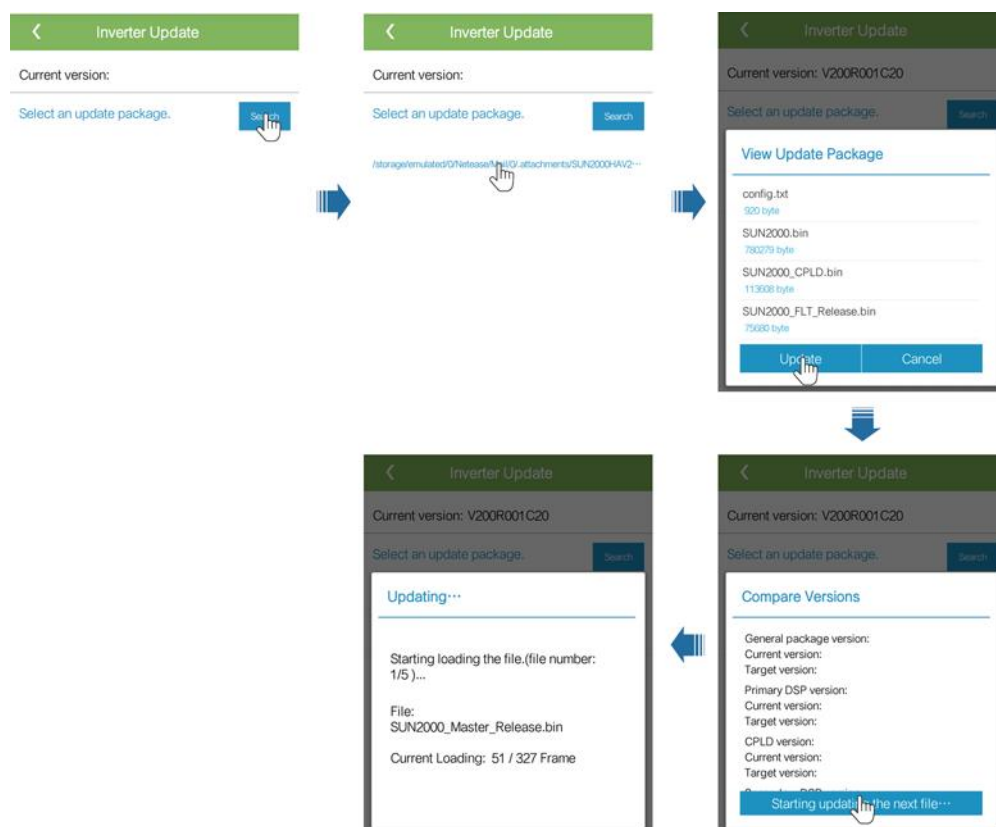 Inverter Update
Current version:
Select an update package.
Search
Inverter Update
Current version:
Select an update package.
Search
/storage/emulated/0/Netease/Mail/0/.attachments/SUN2000HAV2···
Inverter Update
Current version: V200R001C20
Select an update package.
Search
View Update Package
config.txt
920 byte
SUN2000.bin
780279 byte
SUN2000_CPLD.bin
113608 byte
SUN2000_FLT_Release.bin
75680 byte
Update
Cancel
Inverter Update
Current version: V200R001C20
Select an update package.
Search
Compare Versions
General package version:
Current version:
Target version:
Primary DSP version:
Current version:
Target version:
CPLD version:
Current version:
Target version:
Starting updating the next file···
Inverter Update
Current version: V200R001C20
Select an update package.
Search
Updating···
Starting loading the file.(file number:
1/5 )...
File:
SUN2000_Master_Release.bin
Current Loading: 51 / 327 Frame